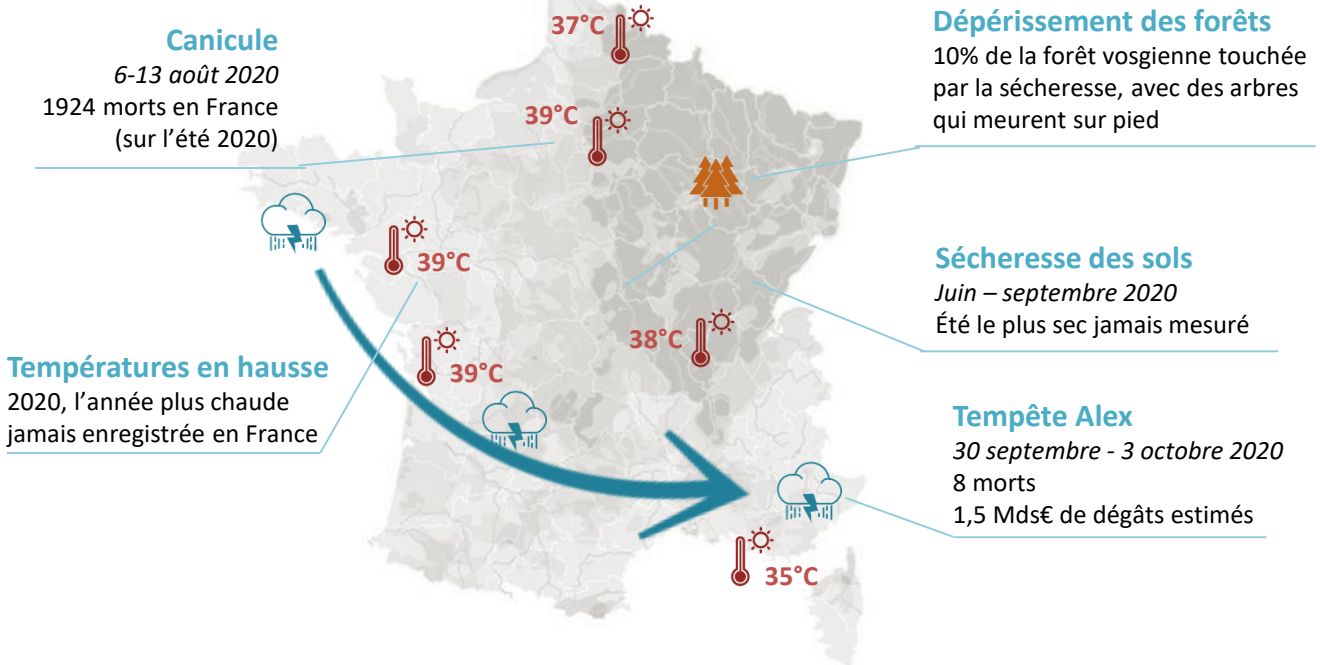 Canicule
6-13 août 2020
1924 morts en France
(sur l’été 2020)
37°C
39°C
Dépérissement des forêts
10% de la forêt vosgienne touchée
par la sécheresse, avec des arbres
qui meurent sur pied
39°C
Températures en hausse
2020, l’année plus chaude
jamais enregistrée en France
39°C
38°C
Sécheresse des sols
Juin – septembre 2020
Été le plus sec jamais mesuré
Tempête Alex
30 septembre - 3 octobre 2020
8 morts
1,5 Mds€ de dégâts estimés
35°C